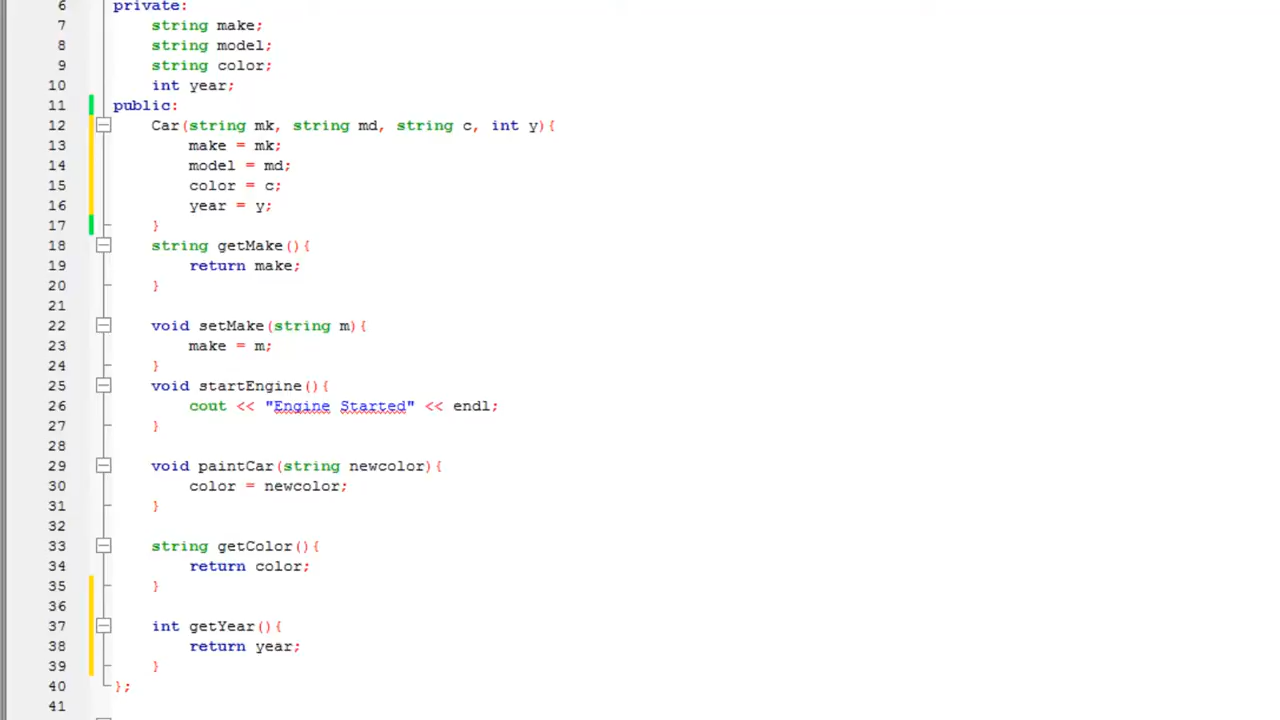 6 private:
7 string make;
8 string model;
9 string color;
10 int year;
11 public:
12 Car(string mk, string md, string c, int y){
13 make = mk;
14 model = md;
15 color = c;
16 year = y;
17 }
18 string getMake(){
19 return make;
20 }
21
22 void setMake(string m){
23 make = m;
24 }
25 void startEngine(){
26 cout << "Engine Started" << endl;
27 }
28
29 void paintCar(string newcolor){
30 color = newcolor;
31 }
32
33 string getColor(){
34 return color;
35 }
36
37 int getYear(){
38 return year;
39 }
40 };
41